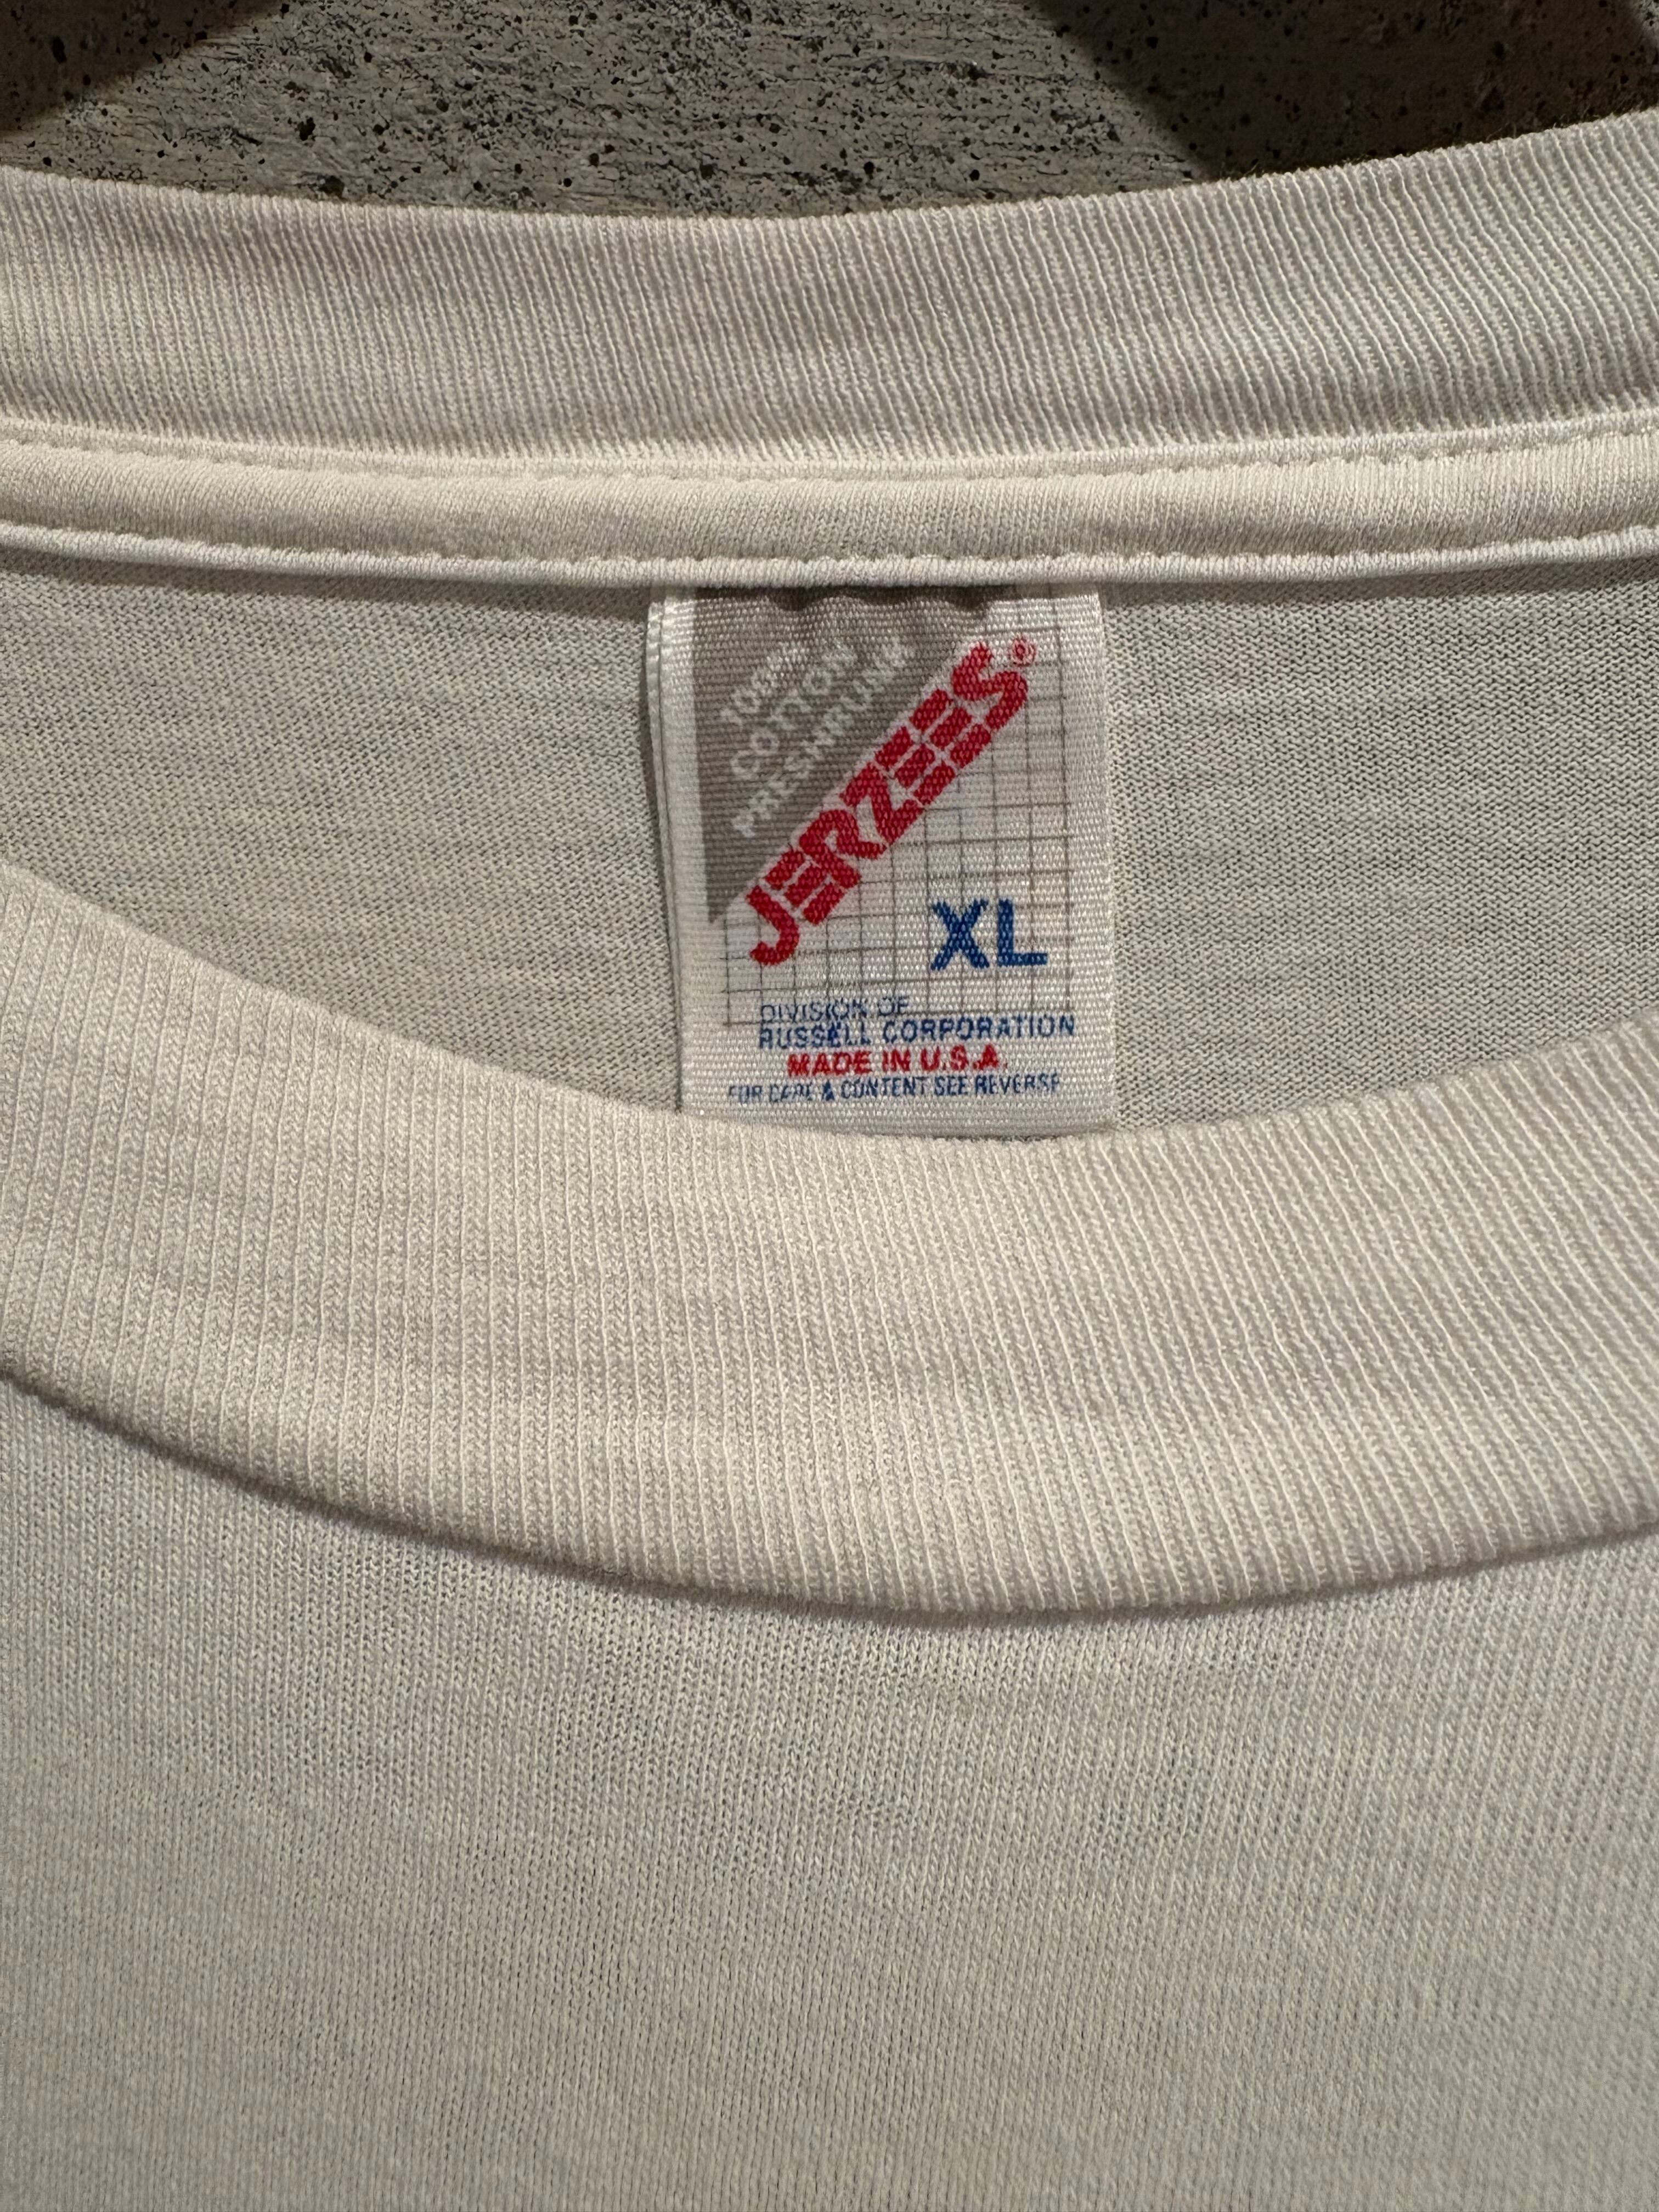 100%
COTTON
PRESHRUNK
JERZEES®
XL
DIVISION OF
RUSSELL CORPORATION
MADE IN U.S.A.
FOR CARE & CONTENT SEE REVERSE